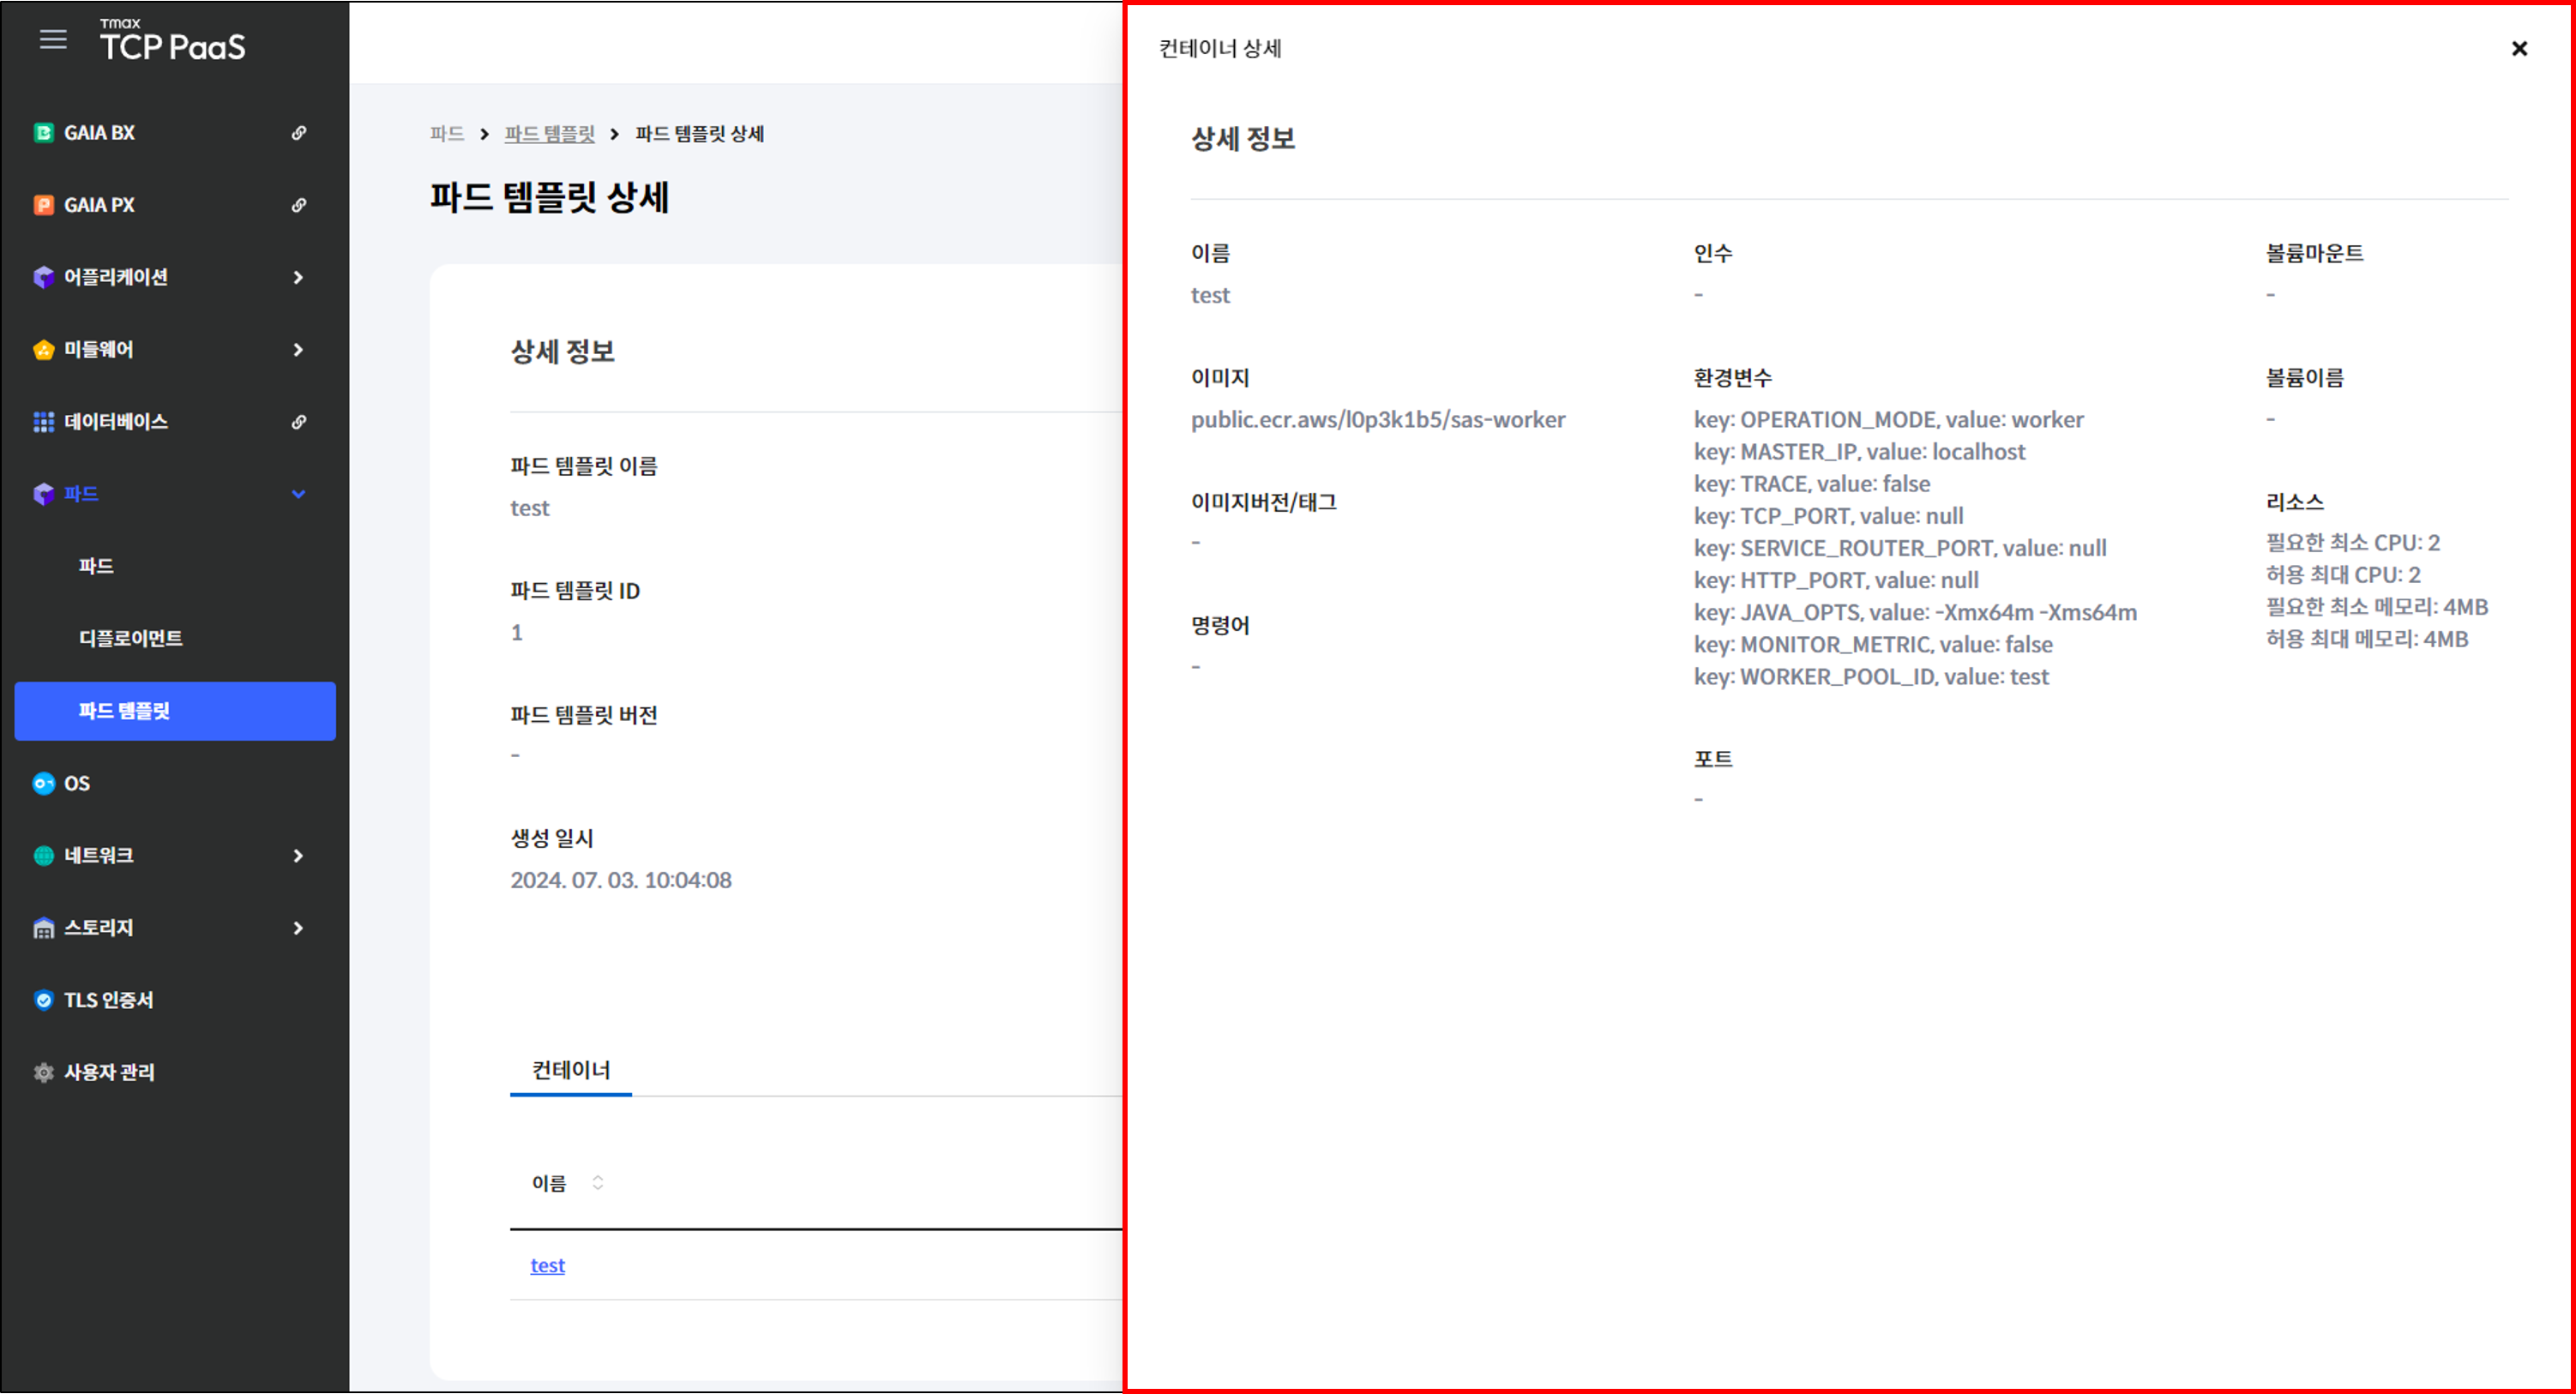 Tmax
TCP PaaS
GAIA BX
GAIA PX
어플리케이션
미들웨어
데이터베이스
파드
파드
디플로이먼트
파드 템플릿
OS
네트워크
스토리지
TLS 인증서
사용자 관리
파드 > 파드 템플릿 > 파드 템플릿 상세
파드 템플릿 상세
상세 정보
파드 템플릿 이름
test
파드 템플릿 ID
1
파드 템플릿 버전
-
생성 일시
2024. 07. 03. 10:04:08
컨테이너
이름
test
컨테이너 상세
상세 정보
이름
test
이미지
public.ecr.aws/l0p3k1b5/sas-worker
이미지버전/태그
-
명령어
-
인수
-
환경변수
key: OPERATION_MODE, value: worker
key: MASTER_IP, value: localhost
key: TRACE, value: false
key: TCP_PORT, value: null
key: SERVICE_ROUTER_PORT, value: null
key: HTTP_PORT, value: null
key: JAVA_OPTS, value: -Xmx64m -Xms64m
key: MONITOR_METRIC, value: false
key: WORKER_POOL_ID, value: test
포트
-
볼륨마운트
-
볼륨이름
-
리소스
필요한 최소 CPU: 2
허용 최대 CPU: 2
필요한 최소 메모리: 4MB
허용 최대 메모리: 4MB